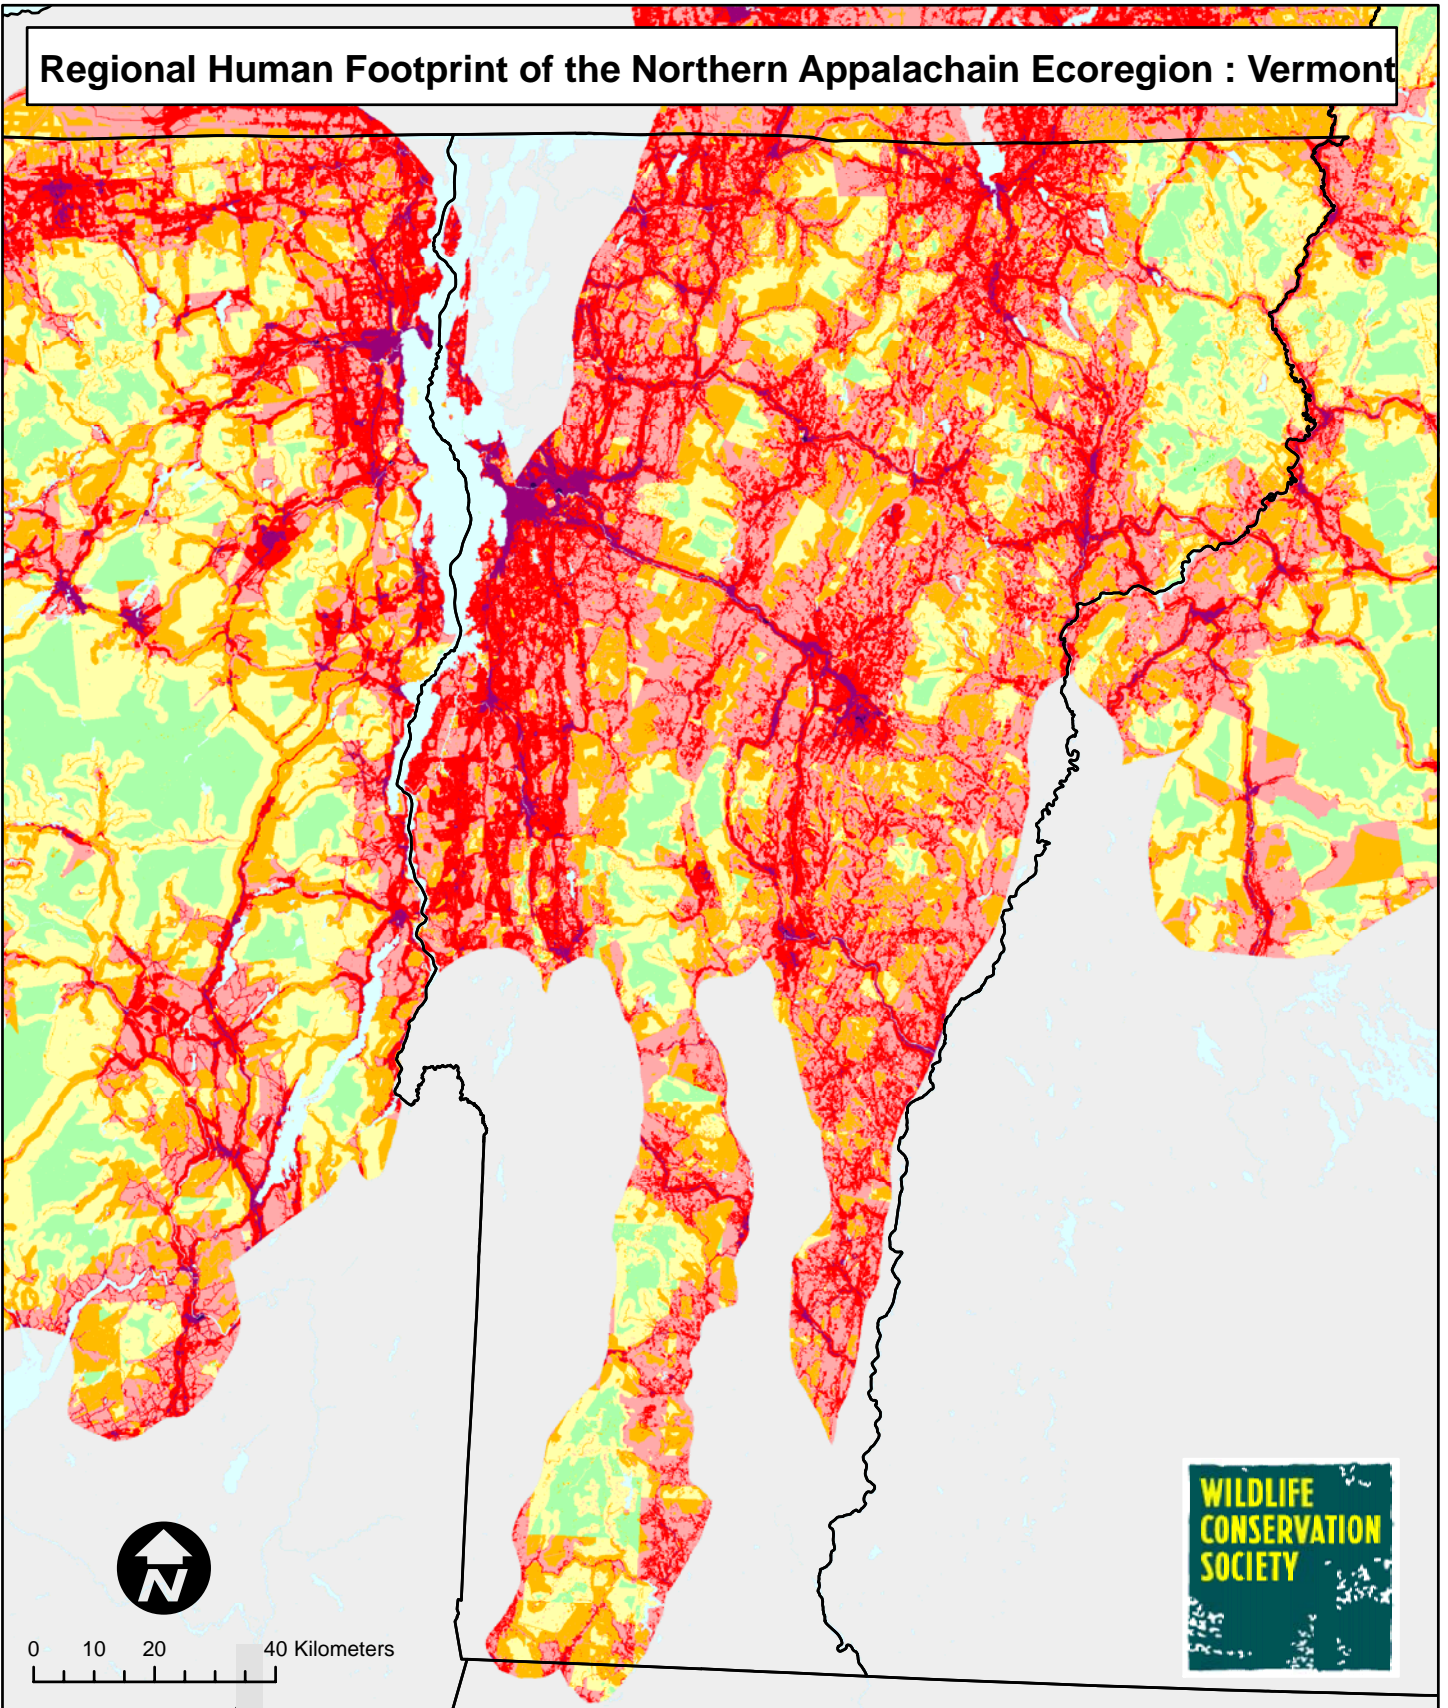 Regional Human Footprint of the Northern Appalachain Ecoregion : Vermont
WILDLIFE
CONSERVATION
SOCIETY
N
0 10 20 40 Kilometers